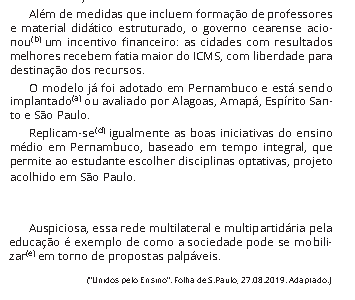 Além de medidas que incluem formação de professores
e material didático estruturado, o governo cearense acio-
nou(b) um incentivo financeiro: as cidades com resultados
melhores recebem fatia maior do ICMS, com liberdade para
destinação dos recursos.
O modelo já foi adotado em Pernambuco e está sendo
implantado(a) ou avaliado por Alagoas, Amapá, Espírito San-
to e São Paulo.
Replicam-se(d) igualmente as boas iniciativas do ensino
médio em Pernambuco, baseado em tempo integral, que
permite ao estudante escolher disciplinas optativas, projeto
acolhido em São Paulo.
Auspiciosa, essa rede multilateral e multipartidária pela
educação é exemplo de como a sociedade pode se mobili-
zar(e) em torno de propostas palpáveis.
("Unidos pelo Ensino". Folha de S.Paulo, 27.08.2019. Adaptado.)